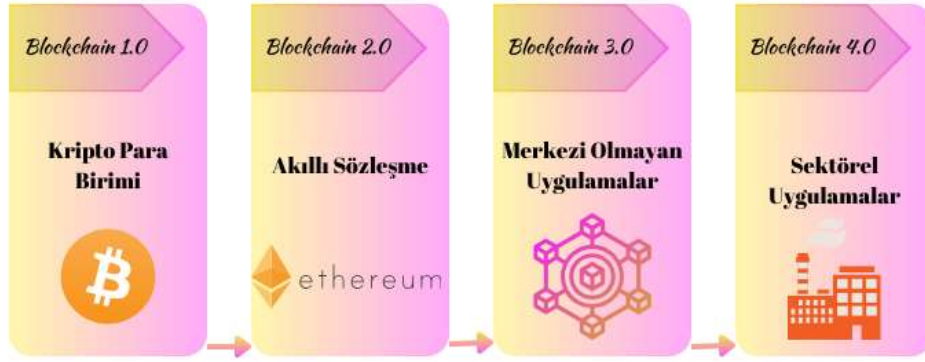 Blockchain 1.0
Kripto Para
Birimi
Blockchain 2.0
Akıllı Sözleşme
ethereum
Blockchain 3.0
Merkezi Olmayan
Uygulamalar
Blockchain 4.0
Sektörel
Uygulamalar